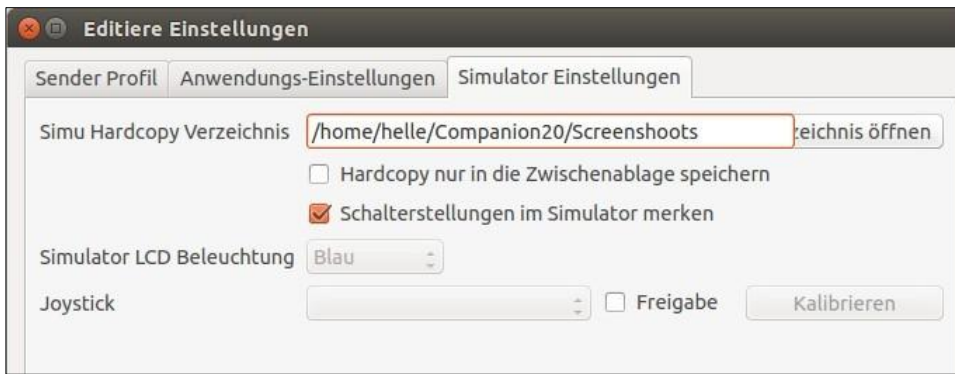 Editiere Einstellungen
Sender Profil Anwendungs-Einstellungen Simulator Einstellungen
Simu Hardcopy Verzeichnis /home/helle/Companion20/Screenshoots zeichnis öffnen
Hardcopy nur in die Zwischenablage speichern
Schalterstellungen im Simulator merken
Simulator LCD Beleuchtung Blau
Joystick Freigabe Kalibrieren